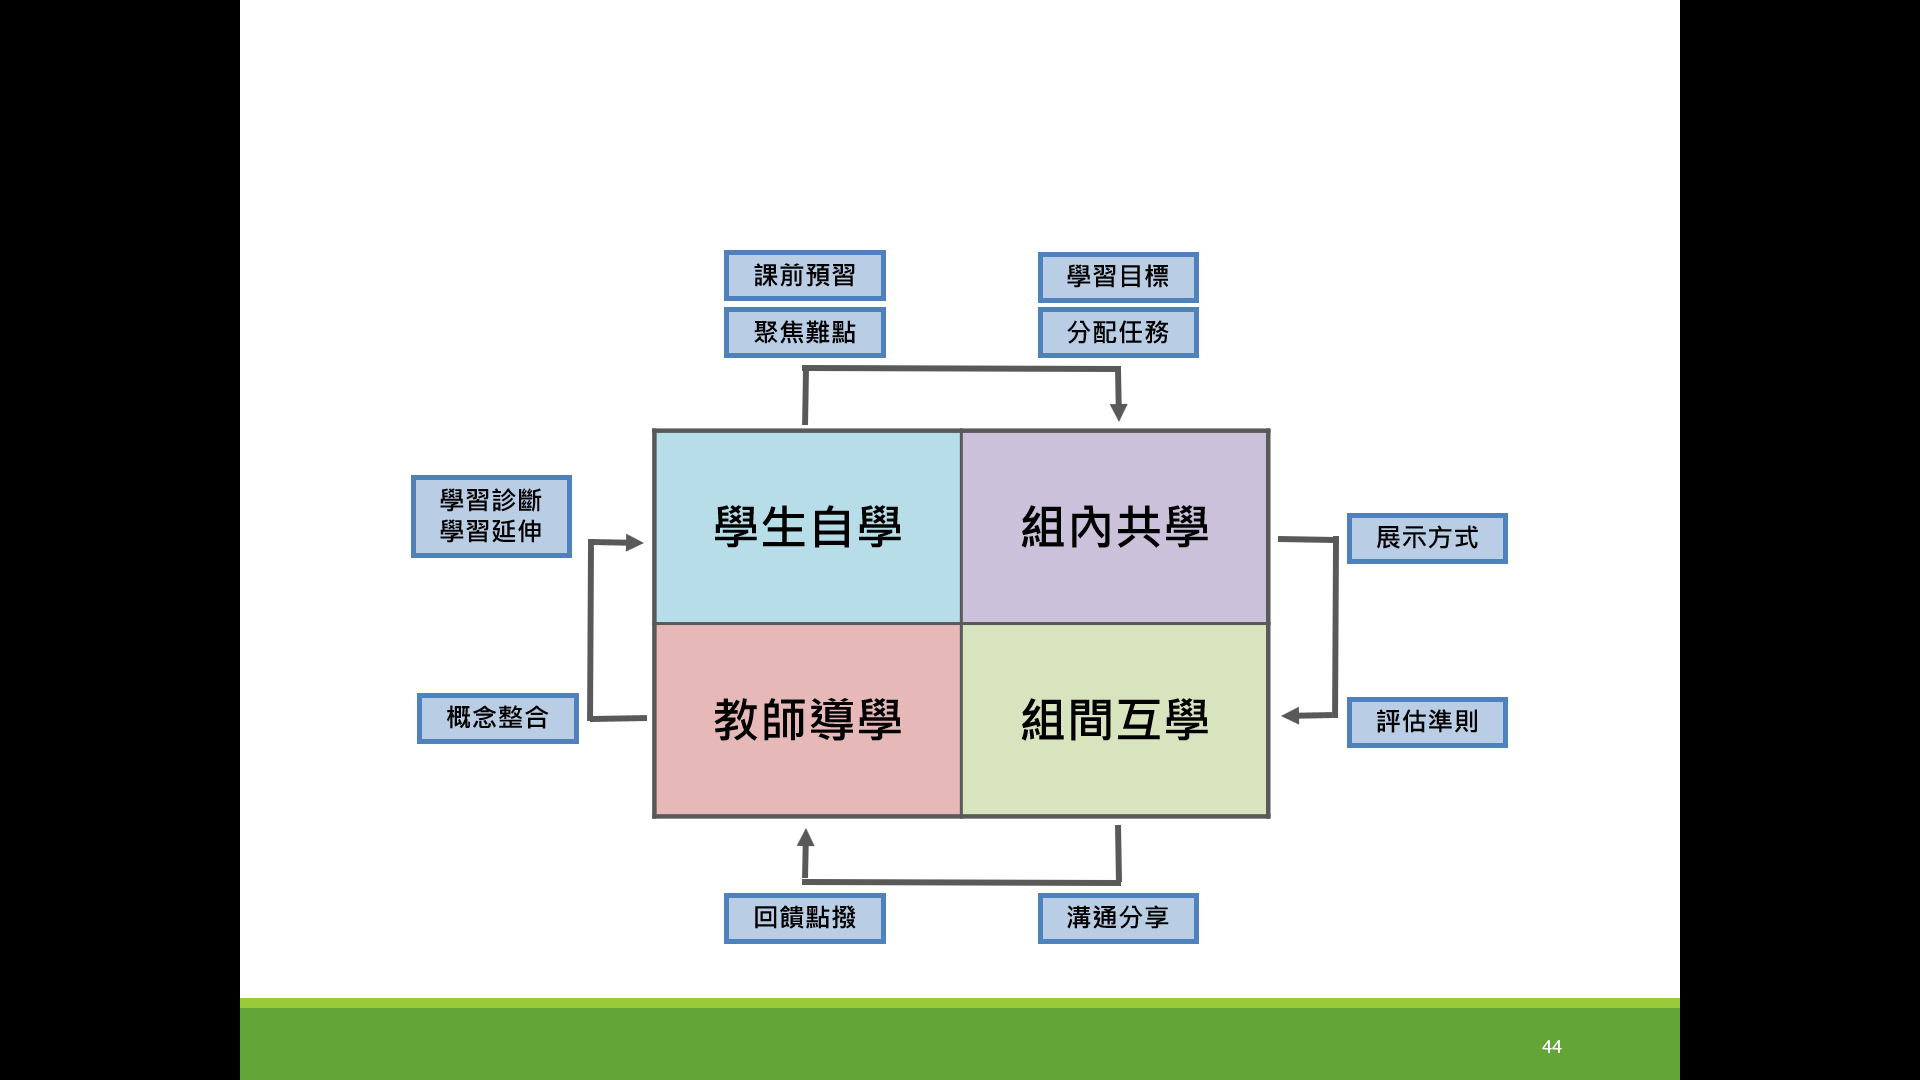 課前預習
學習目標
聚焦難點
分配任務
學習診斷
學習延伸
學生自學
組內共學
展示方式
概念整合
教師導學
組間互學
評估準則
回饋點撥
溝通分享
44